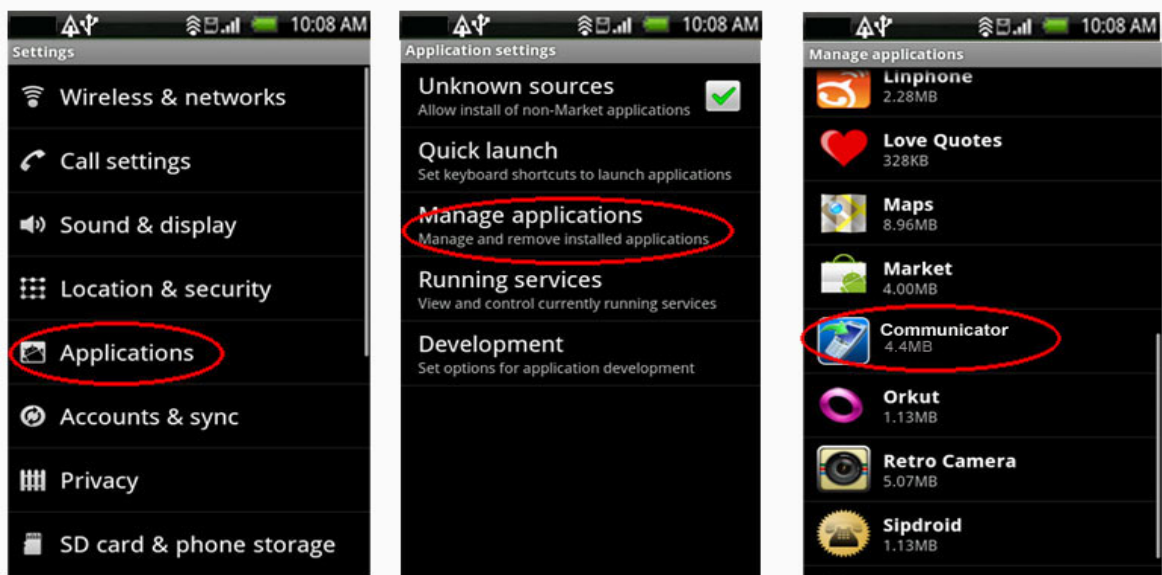 10:08 AM
Settings
Wireless & networks
Call settings
Sound & display
Location & security
Applications
Accounts & sync
Privacy
SD card & phone storage
10:08 AM
Application settings
Unknown sources
Allow install of non-Market applications
Quick launch
Set keyboard shortcuts to launch applications
Manage applications
Manage and remove installed applications
Running services
View and control currently running services
Development
Set options for application development
10:08 AM
Manage applications
Linphone
2.28MB
Love Quotes
328KB
Maps
8.96MB
Market
4.00MB
Communicator
4.4MB
Orkut
1.13MB
Retro Camera
5.07MB
Sipdroid
1.13MB